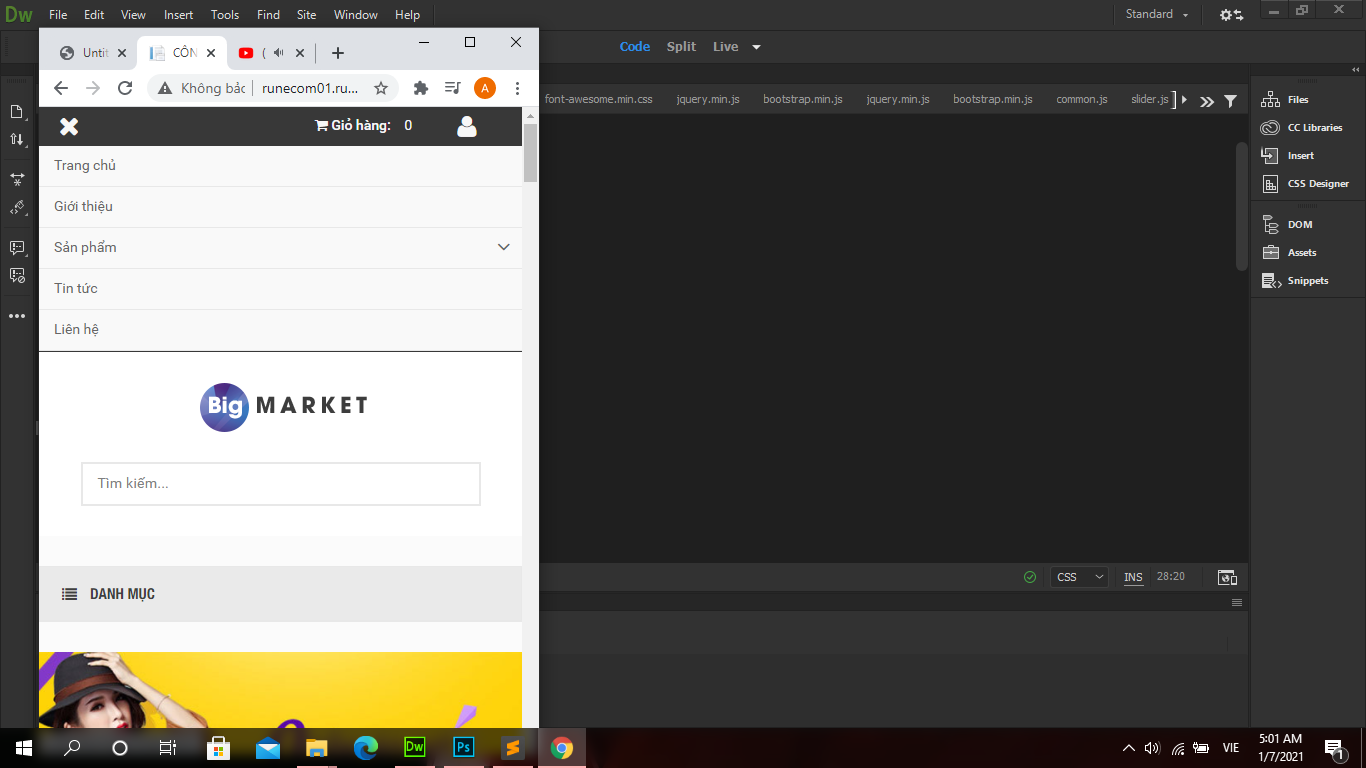 Dw File Edit View Insert Tools Find Site Window Help Standard
Untit CÔN (
Code Split Live
Không bảo runecom01.ru... A
font-awesome.min.css jquery.min.js bootstrap.min.js jquery.min.js bootstrap.min.js common.js slider.js
Giỏ hàng: 0
Trang chủ
Giới thiệu
Sản phẩm
Tin tức
Liên hệ
Big MARKET
Tìm kiếm...
DANH MỤC
Files
CC Libraries
Insert
CSS Designer
DOM
Assets
Snippets
CSS INS 28:20
Dw Ps
VIE
5:01 AM
1/7/2021
1